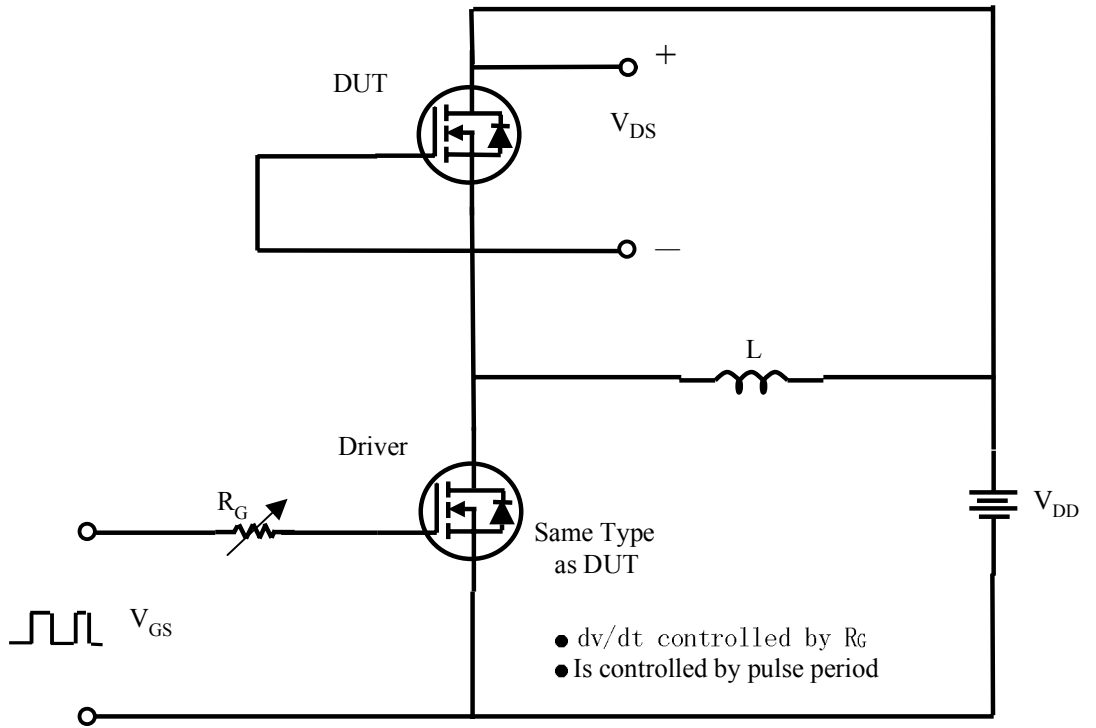 DUT
+
V_DS
—
L
Driver
R_G
V_DD
Same Type
as DUT
V_GS
● dv/dt controlled by RG
● Is controlled by pulse period